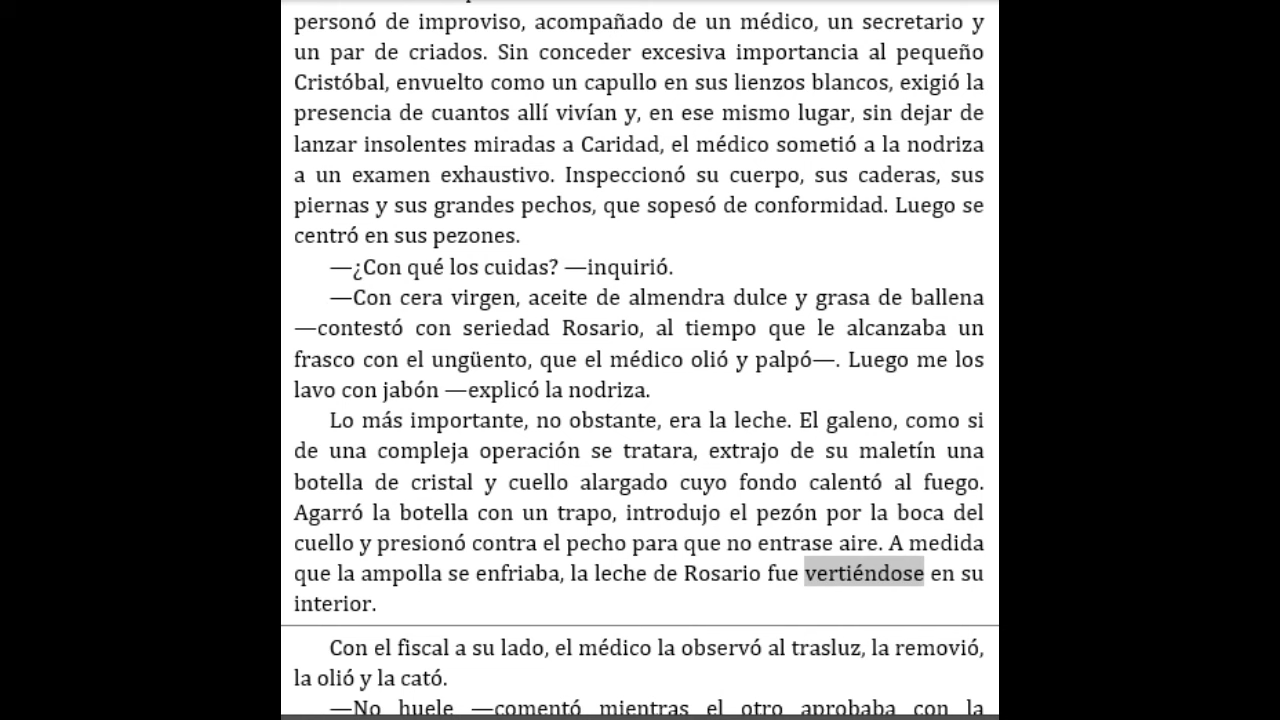 personó de improviso, acompañado de un médico, un secretario y
un par de criados. Sin conceder excesiva importancia al pequeño
Cristóbal, envuelto como un capullo en sus lienzos blancos, exigió la
presencia de cuantos allí vivían y, en ese mismo lugar, sin dejar de
lanzar insolentes miradas a Caridad, el médico sometió a la nodriza
a un examen exhaustivo. Inspeccionó su cuerpo, sus caderas, sus
piernas y sus grandes pechos, que sopesó de conformidad. Luego se
centró en sus pezones.
—¿Con qué los cuidas? —inquirió.
—Con cera virgen, aceite de almendra dulce y grasa de ballena
—contestó con seriedad Rosario, al tiempo que le alcanzaba un
frasco con el ungüento, que el médico olió y palpó—. Luego me los
lavo con jabón —explicó la nodriza.
Lo más importante, no obstante, era la leche. El galeno, como si
de una compleja operación se tratara, extrajo de su maletín una
botella de cristal y cuello alargado cuyo fondo calentó al fuego.
Agarró la botella con un trapo, introdujo el pezón por la boca del
cuello y presionó contra el pecho para que no entrase aire. A medida
que la ampolla se enfriaba, la leche de Rosario fue vertiéndose en su
interior.
Con el fiscal a su lado, el médico la observó al trasluz, la removió,
la olió y la cató.
—No huele —comentó mientras el otro aprobaba con la